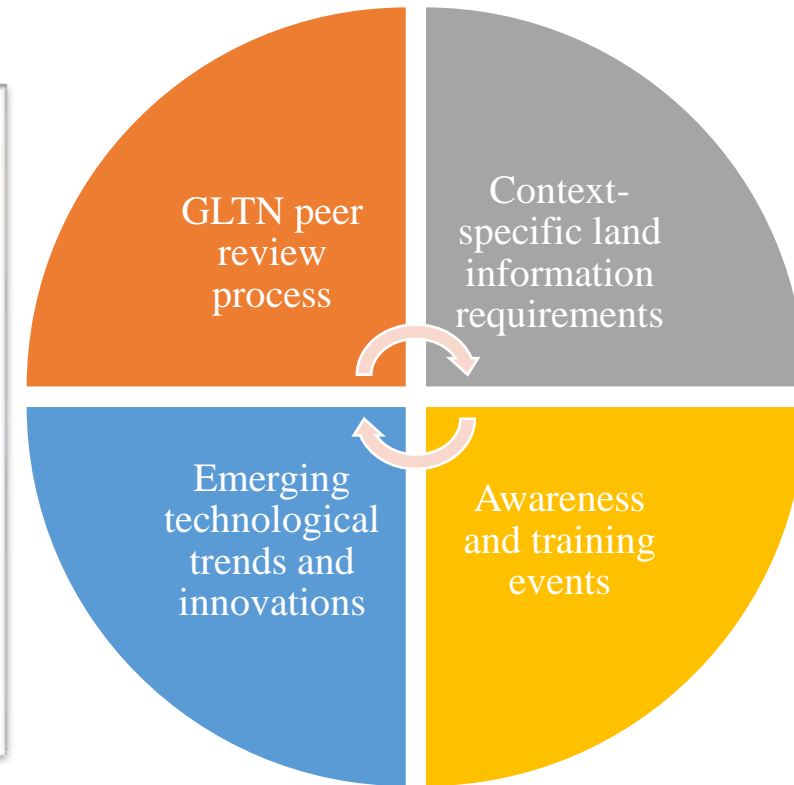 GLTN peer
review
process
Context-
specific land
information
requirements
Emerging
technological
trends and
innovations
Awareness
and training
events